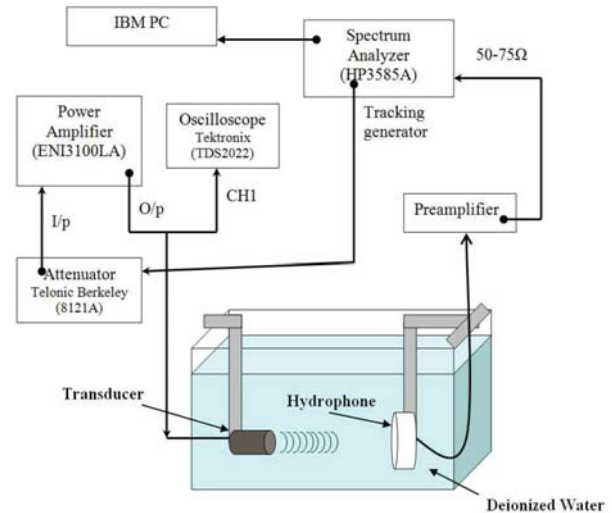 IBM PC
Spectrum
Analyzer
(HP3585A)
50-75Ω
Power
Amplifier
(ENI3100LA)
Oscilloscope
Tektronix
(TDS2022)
Tracking
generator
O/p
CH1
I/p
Preamplifier
Attenuator
Telonic Berkeley
(8121A)
Transducer
Hydrophone
Deionized Water